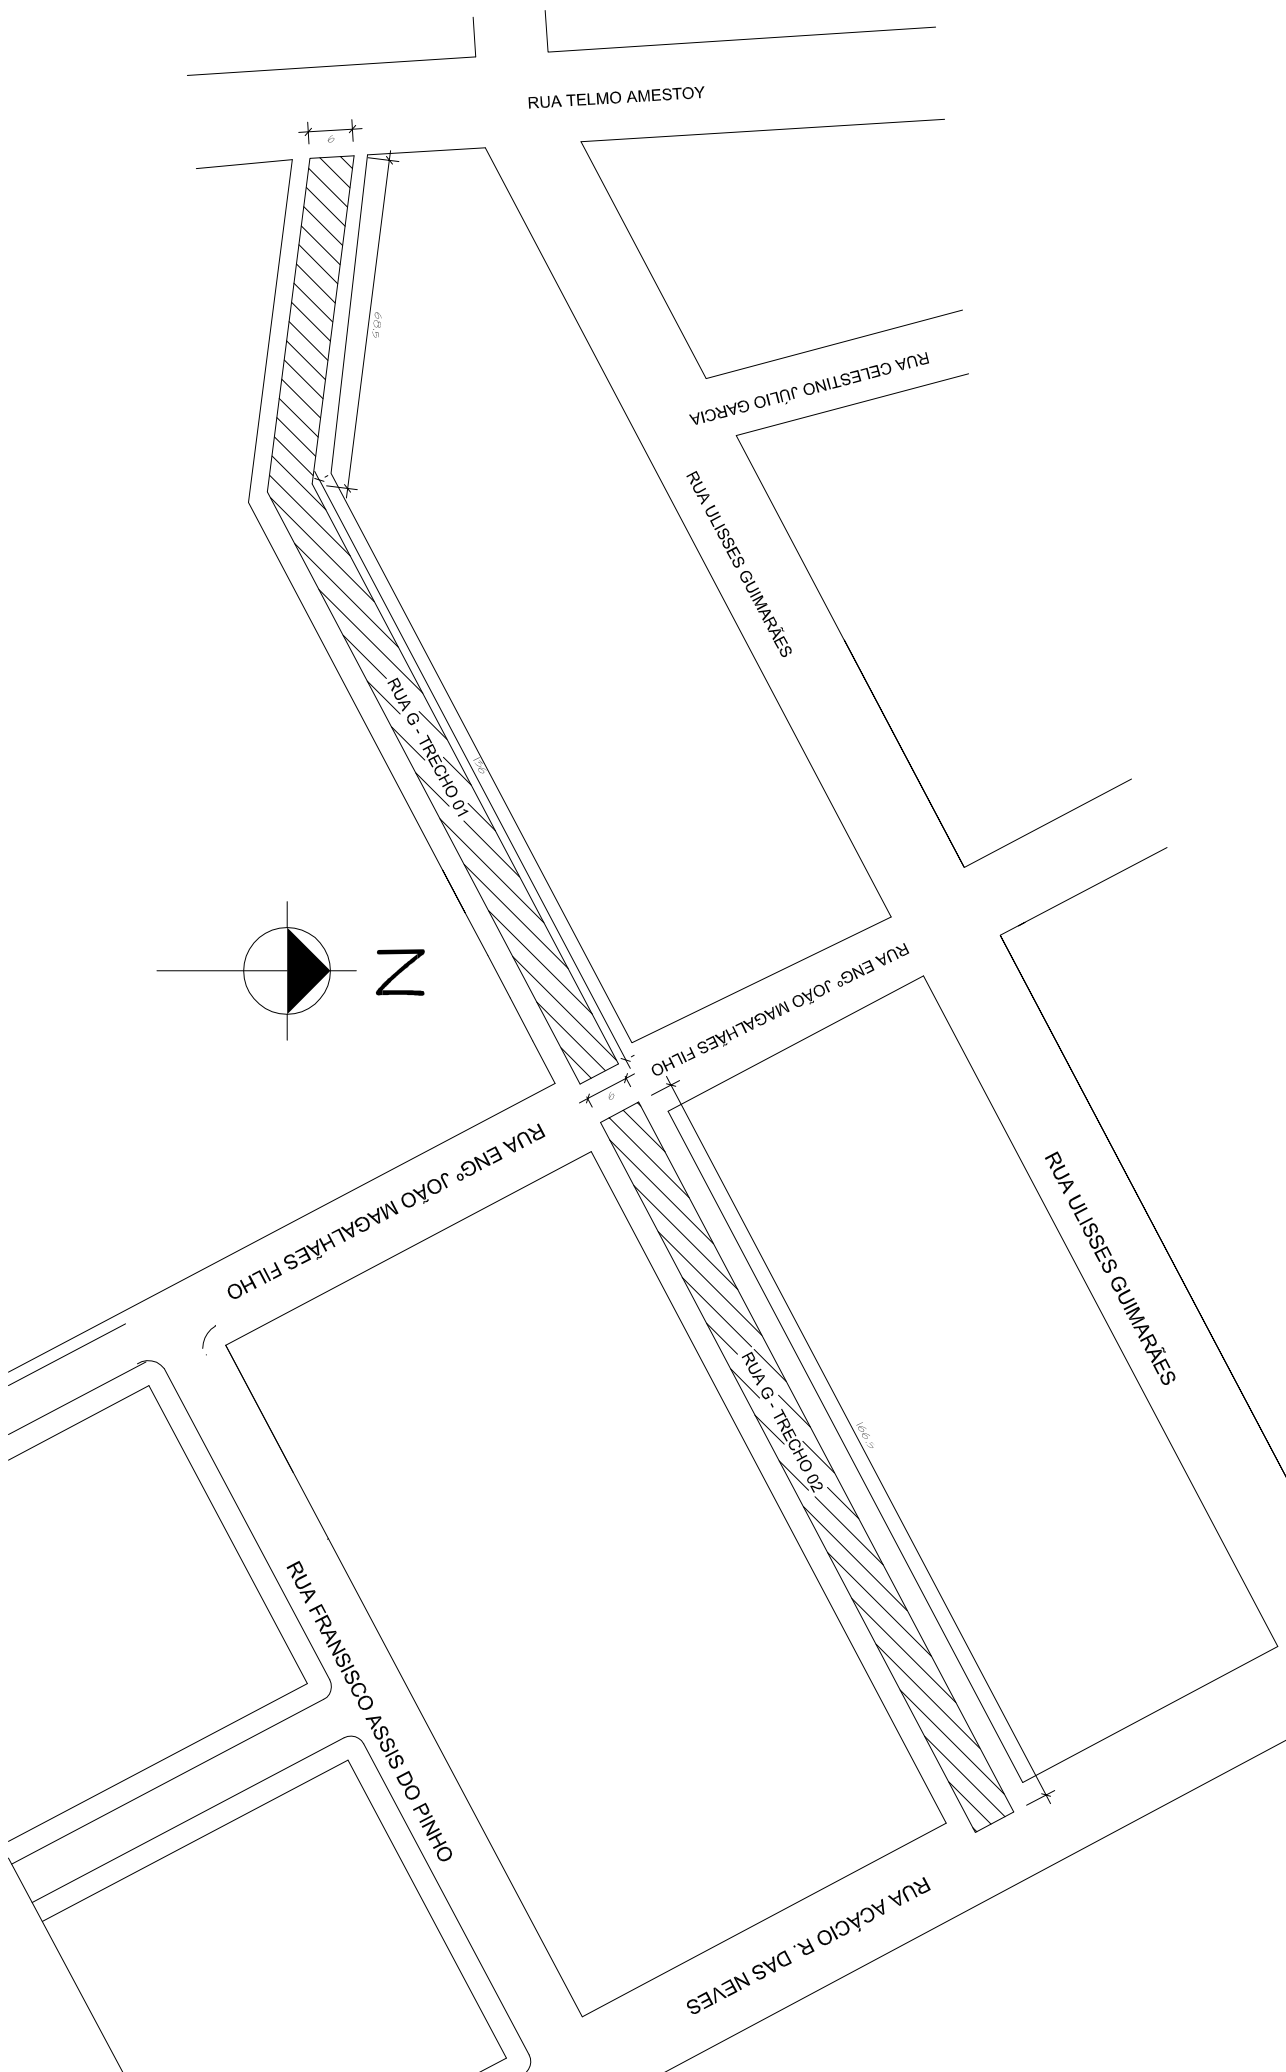 RUA TELMO AMESTOY
6
68.5
RUA CELESTINO JÚLIO GARCIA
RUA ULISSES GUIMARÃES
RUA G - TRECHO 01
136
N
RUA ENGº JOÃO MAGALHÃES FILHO
6
RUA ENGº JOÃO MAGALHÃES FILHO
RUA ULISSES GUIMARÃES
RUA G - TRECHO 02
RUA FRANSISCO ASSIS DO PINHO
RUA ACÁCIO R. DAS NEVES